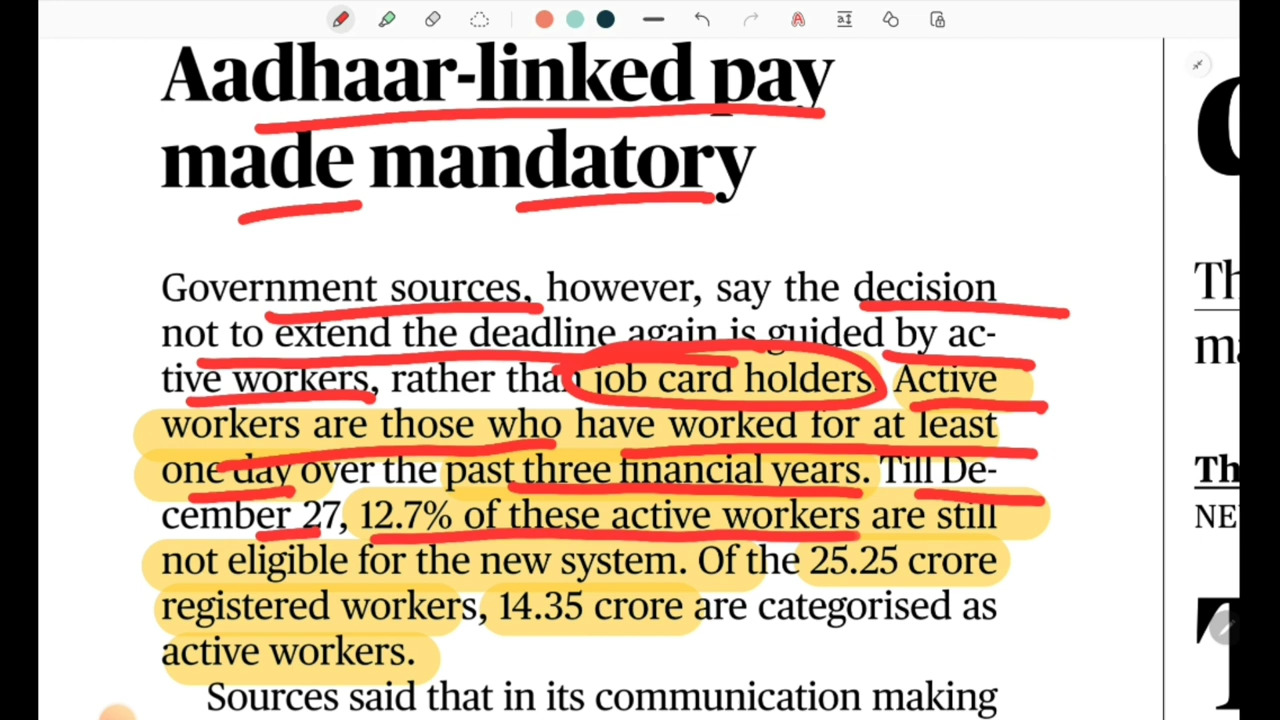 Aadhaar-linked pay
made mandatory
Government sources, however, say the decision
not to extend the deadline again is guided by ac-
tive workers, rather than job card holders. Active
workers are those who have worked for at least
one day over the past three financial years. Till De-
cember 27, 12.7% of these active workers are still
not eligible for the new system. Of the 25.25 crore
registered workers, 14.35 crore are categorised as
active workers.
Sources said that in its communication making
Th
ma
Th
NE